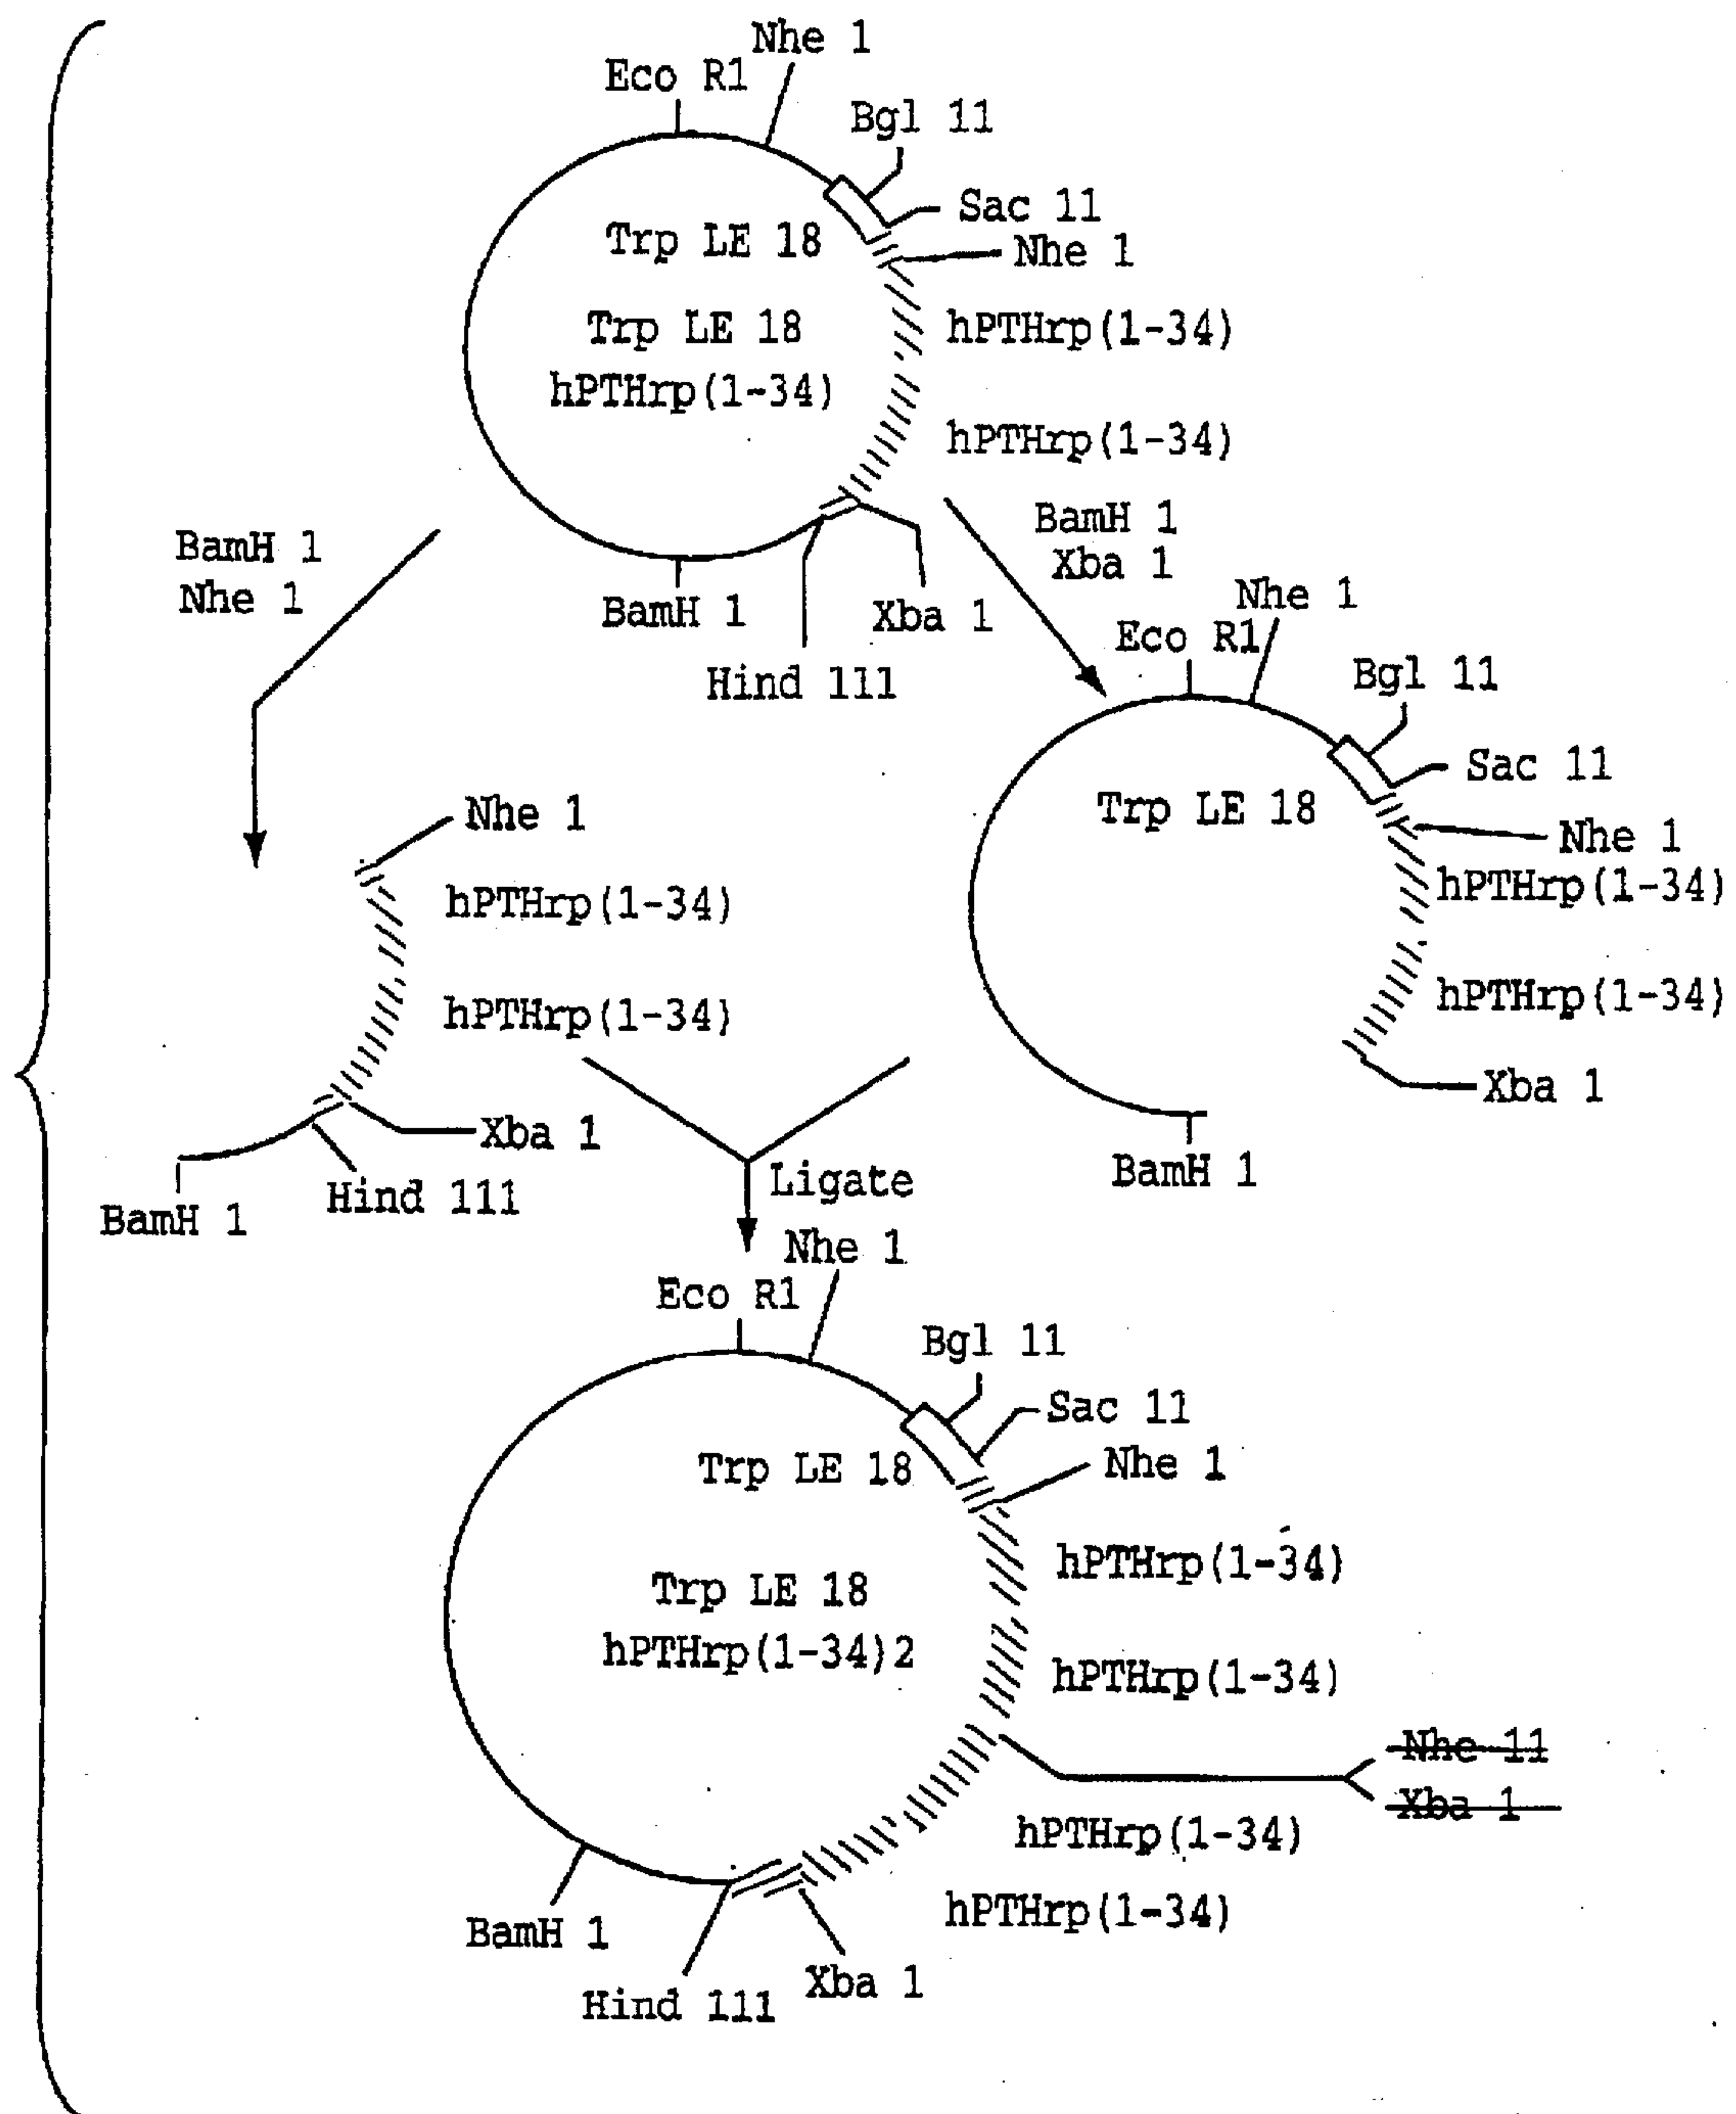 Nhe 1
Eco R1
Bgl 11
Sac 11
Trp LE 18
Nhe 1
Trp LE 18
hPTHrp(1-34)
hPTHrp(1-34)
hPTHrp(1-34)
BamH 1
Xba 1
BamH 1
Nhe 1
BamH 1
Xba 1
Hind 111
Nhe 1
Eco R1
Bgl 11
Sac 11
Trp LE 18
Nhe 1
hPTHrp(1-34)
hPTHrp(1-34)
Xba 1
BamH 1
Nhe 1
hPTHrp(1-34)
hPTHrp(1-34)
Xba 1
Hind 111
BamH 1
Ligate
Nhe 1
Eco R1
Bgl 11
Sac 11
Trp LE 18
Nhe 1
hPTHrp(1-34)
Trp LE 18
hPTHrp(1-34)2
hPTHrp(1-34)
Nhe 11
Xba 1
hPTHrp(1-34)
hPTHrp(1-34)
BamH 1
Xba 1
Hind 111